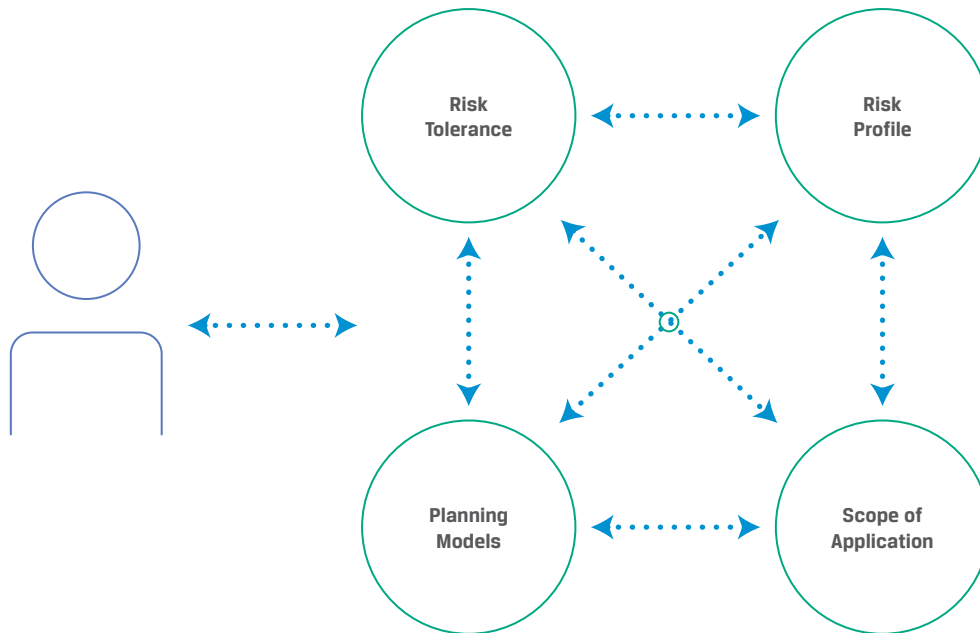 Risk
Tolerance
Risk
Profile
Planning
Models
Scope of
Application